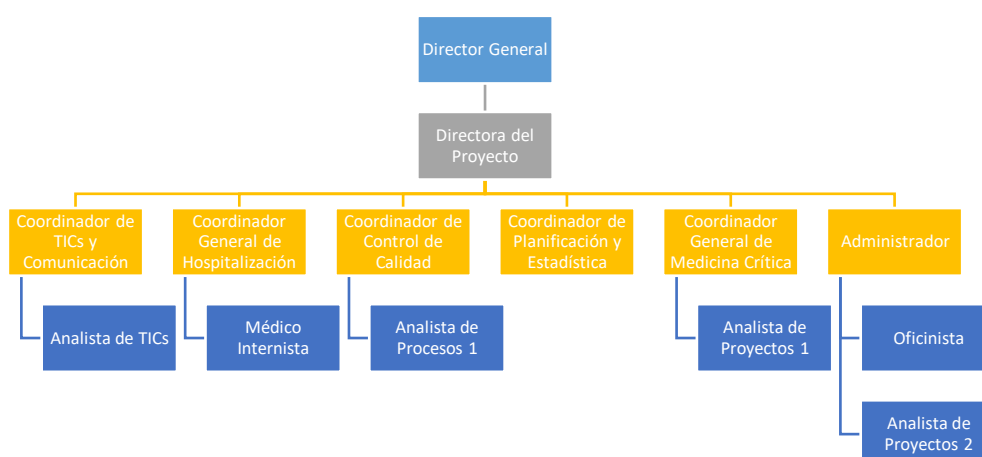 Director General
Directora del
Proyecto
Coordinador de
TICs y
Comunicación
Coordinador
General de
Hospitalización
Coordinador de
Control de
Calidad
Coordinador de
Planificación y
Estadística
Coordinador
General de
Medicina Crítica
Administrador
Analista de TICs
Médico
Internista
Analista de
Procesos 1
Analista de
Proyectos 1
Oficinista
Analista de
Proyectos 2